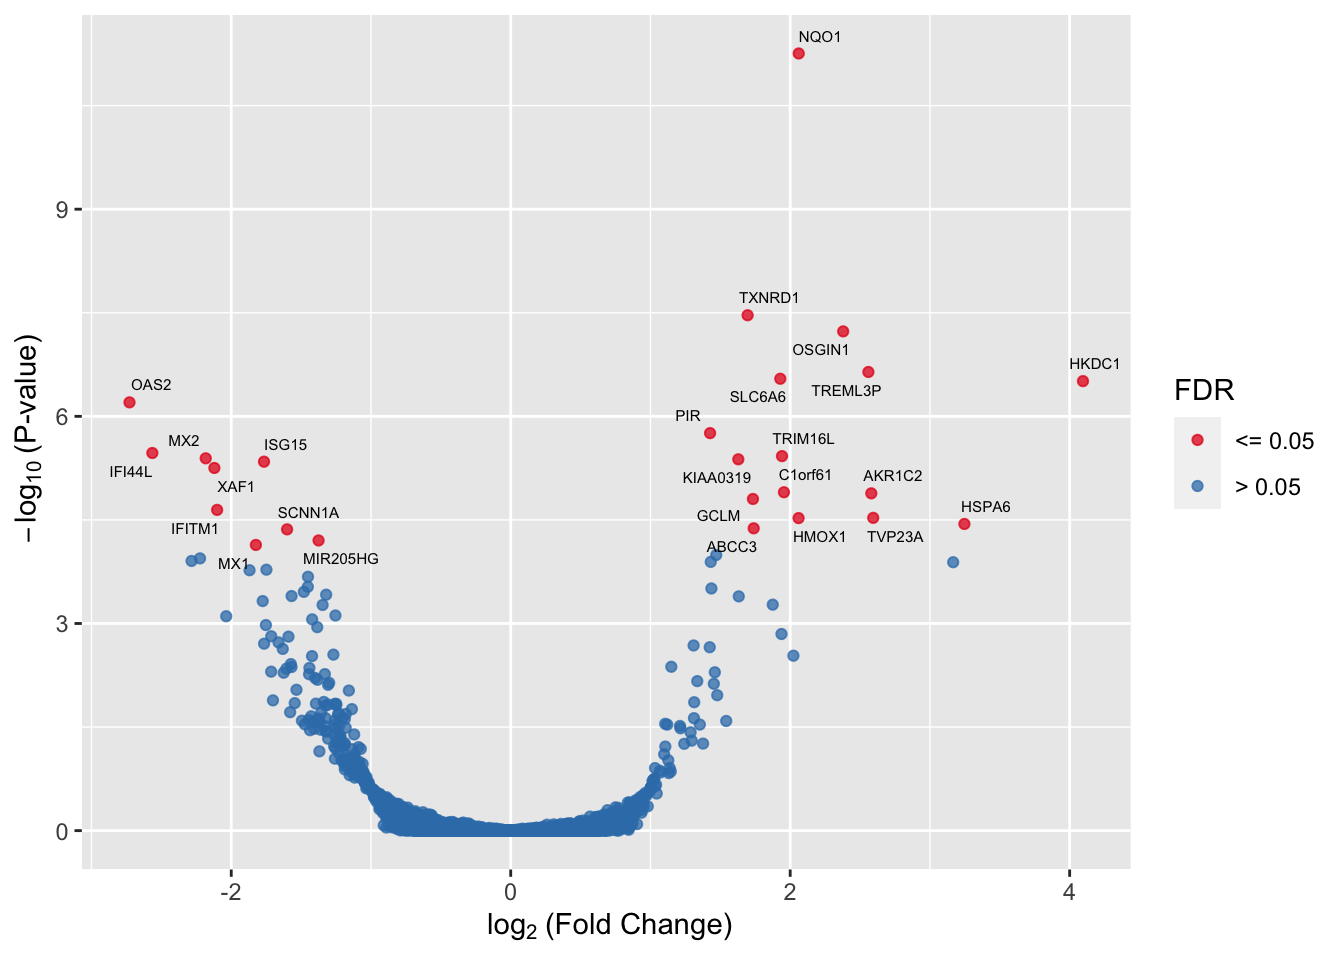 NQO1
9
TXNRD1
OSGIN1
HKDC1
OAS2
SLC6A6
TREML3P
6
PIR
MX2
ISG15
TRIM16L
IFI44L
KIAA0319
C1orf61
AKR1C2
XAF1
HSPA6
SCNN1A
GCLM
IFITM1
HMOX1
TVP23A
ABCC3
MX1
MIR205HG
3
0
-2
0
2
4
log2 (Fold Change)
−log10 (P-value)
FDR
<= 0.05
> 0.05